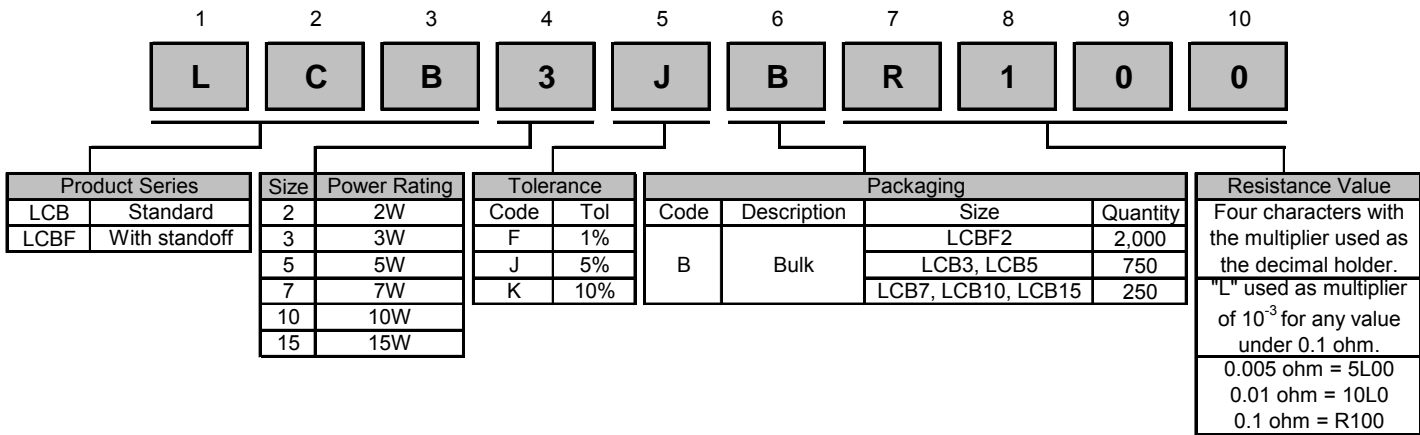 1 2 3 4 5 6 7 8 9 10
L C B 3 J B R 1 0 0
Product Series
LCB Standard
LCBF With standoff
Size Power Rating
2 2W
3 3W
5 5W
7 7W
10 10W
15 15W
Tolerance
Code Tol
F 1%
J 5%
K 10%
Packaging
Code Description Size Quantity
B Bulk
LCBF2 2,000
LCB3, LCB5 750
LCB7, LCB10, LCB15 250
Resistance Value
Four characters with
the multiplier used as
the decimal holder.
"L" used as multiplier
of 10⁻³ for any value
under 0.1 ohm.
0.005 ohm = 5L00
0.01 ohm = 10L0
0.1 ohm = R100